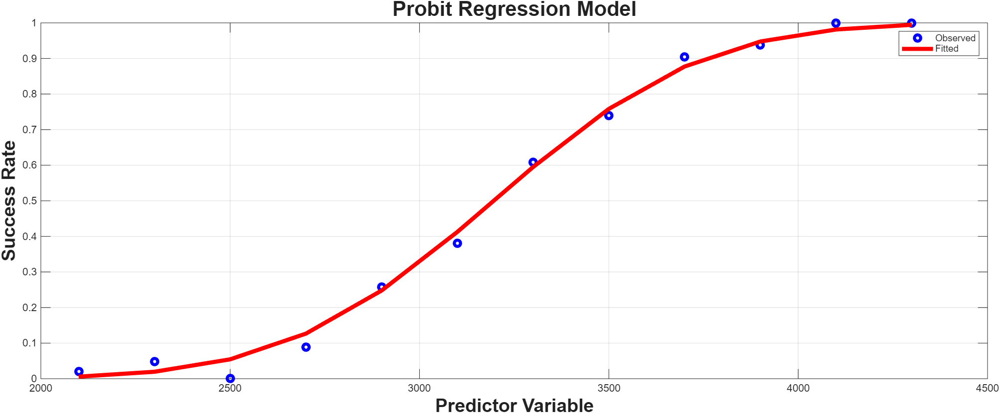 Probit Regression Model
1
0.9
0.8
0.7
0.6
0.5
0.4
0.3
0.2
0.1
0
Success Rate
Observed
Fitted
2000 2500 3000 3500 4000 4500
Predictor Variable